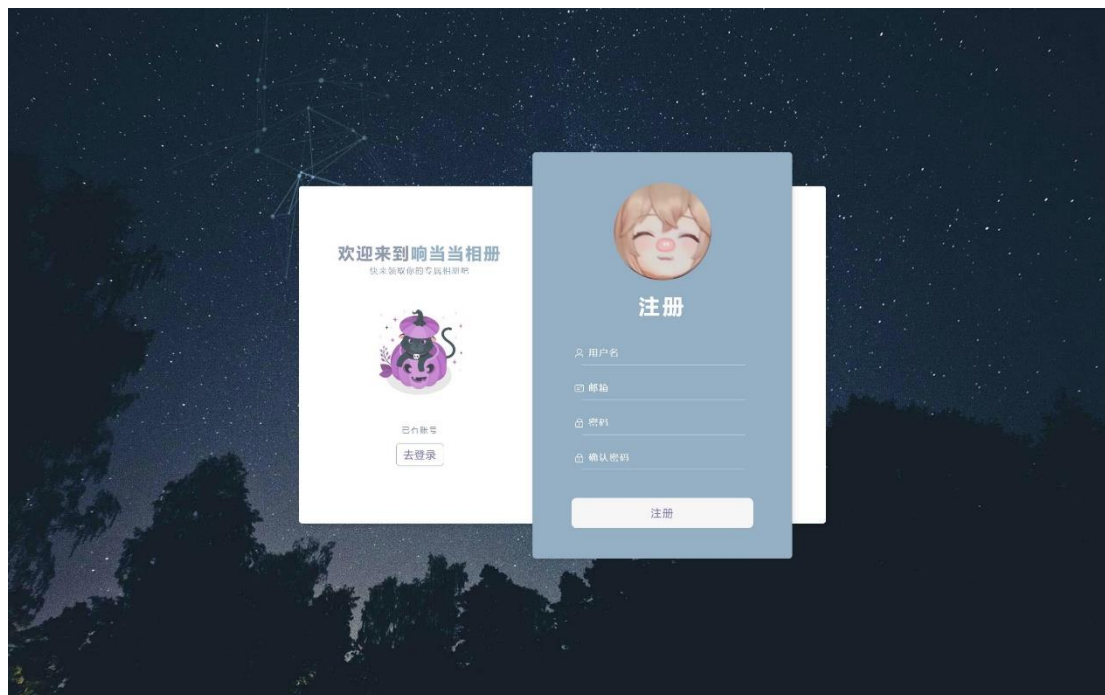 欢迎来到响当当相册
快来领取你的专属相册吧
已有账号
去登录
注册
用户名
邮箱
密码
确认密码
注册